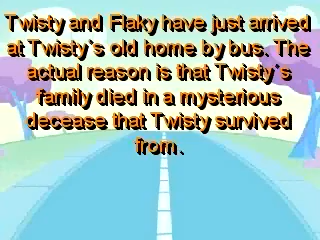 Twisty and Flaky have just arrived
at Twisty`s old home by bus. The
actual reason is that Twisty`s
family died in a mysterious
decease that Twisty survived
from.